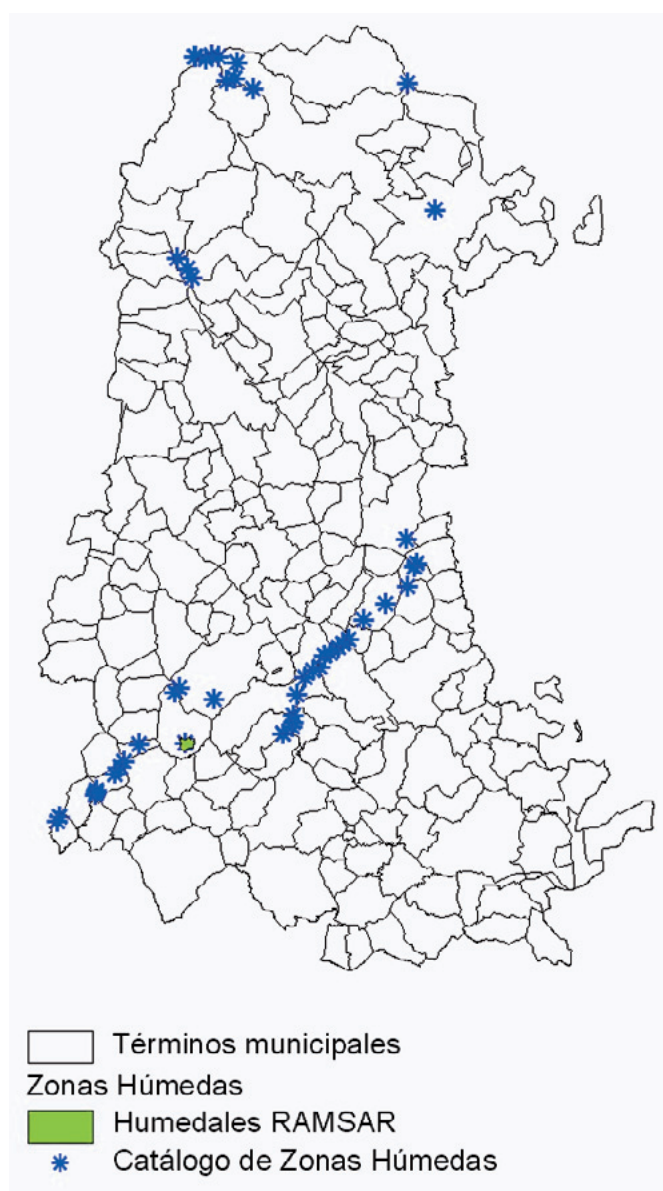 Términos municipales
Zonas Húmedas
Humedales RAMSAR
Catálogo de Zonas Húmedas